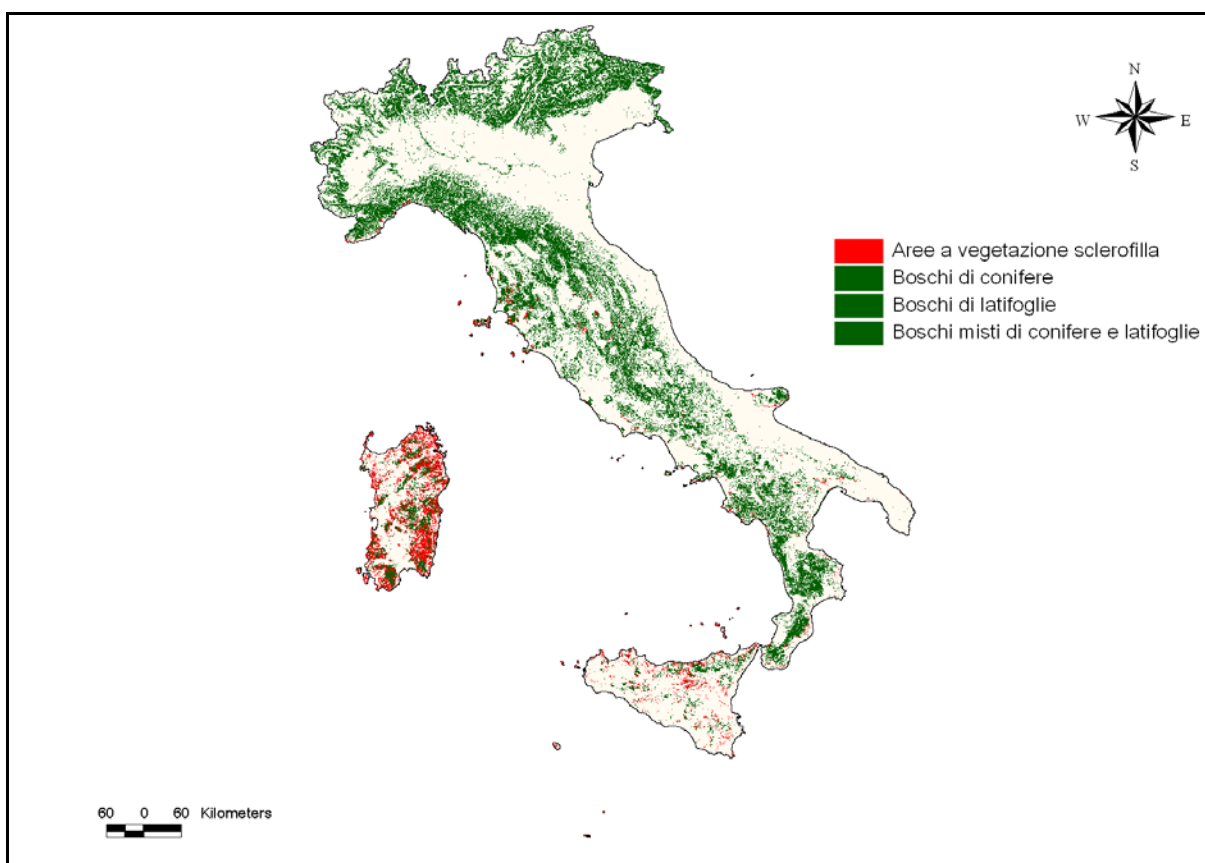 N
W E
S
Aree a vegetazione sclerofilla
Boschi di conifere
Boschi di latifoglie
Boschi misti di conifere e latifoglie
60 0 60 Kilometers